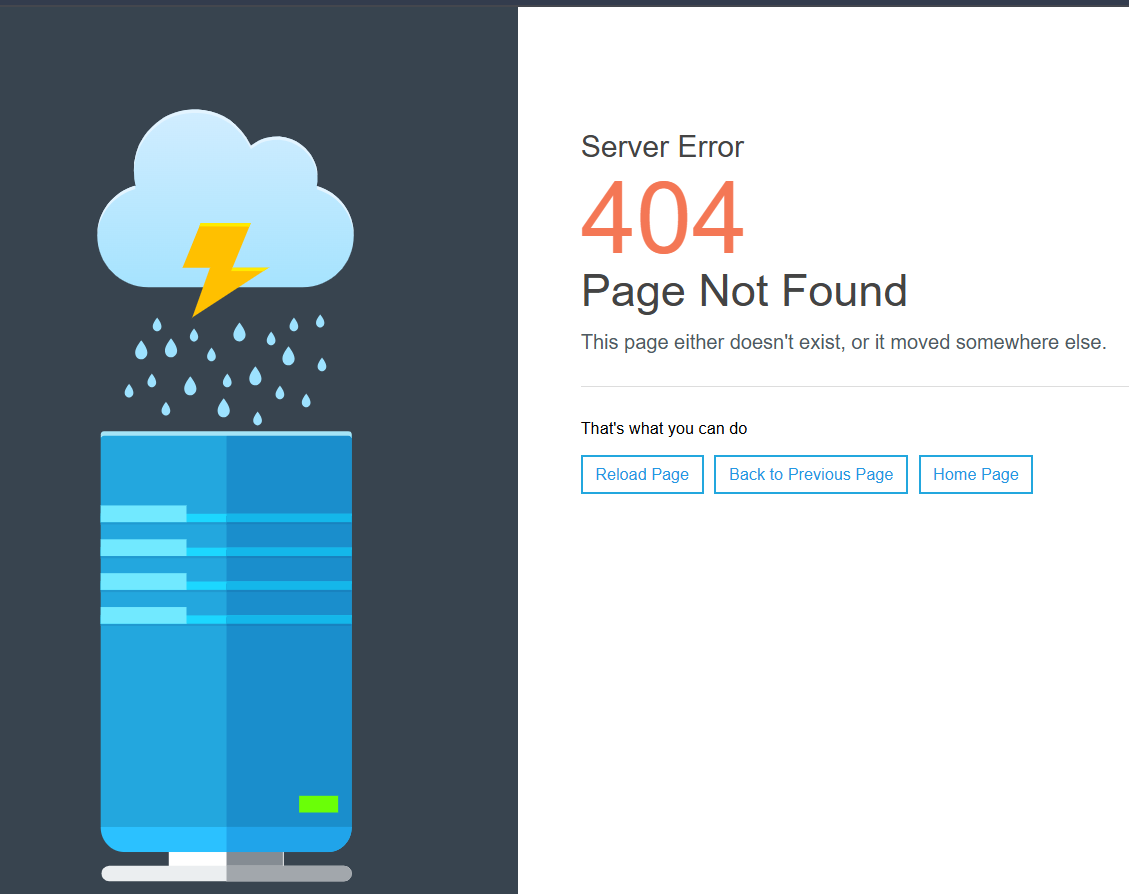 Server Error
404
Page Not Found
This page either doesn't exist, or it moved somewhere else.
That's what you can do
Reload Page Back to Previous Page Home Page